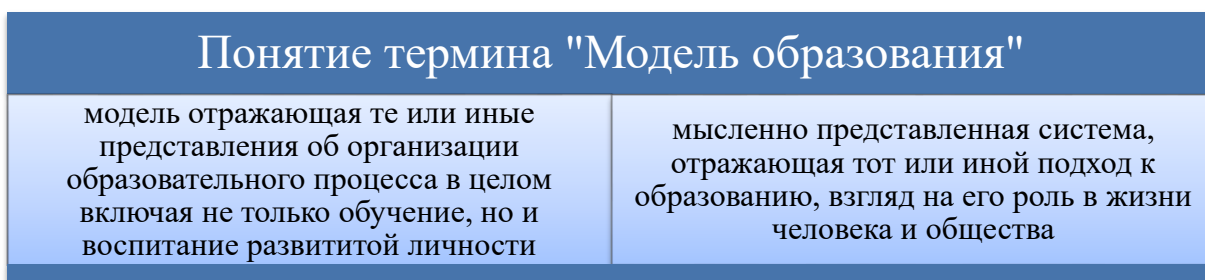 Понятие термина "Модель образования"
модель отражающая те или иные
представления об организации
образовательного процесса в целом
включая не только обучение, но и
воспитание развититой личности
мысленно представленная система,
отражающая тот или иной подход к
образованию, взгляд на его роль в жизни
человека и общества